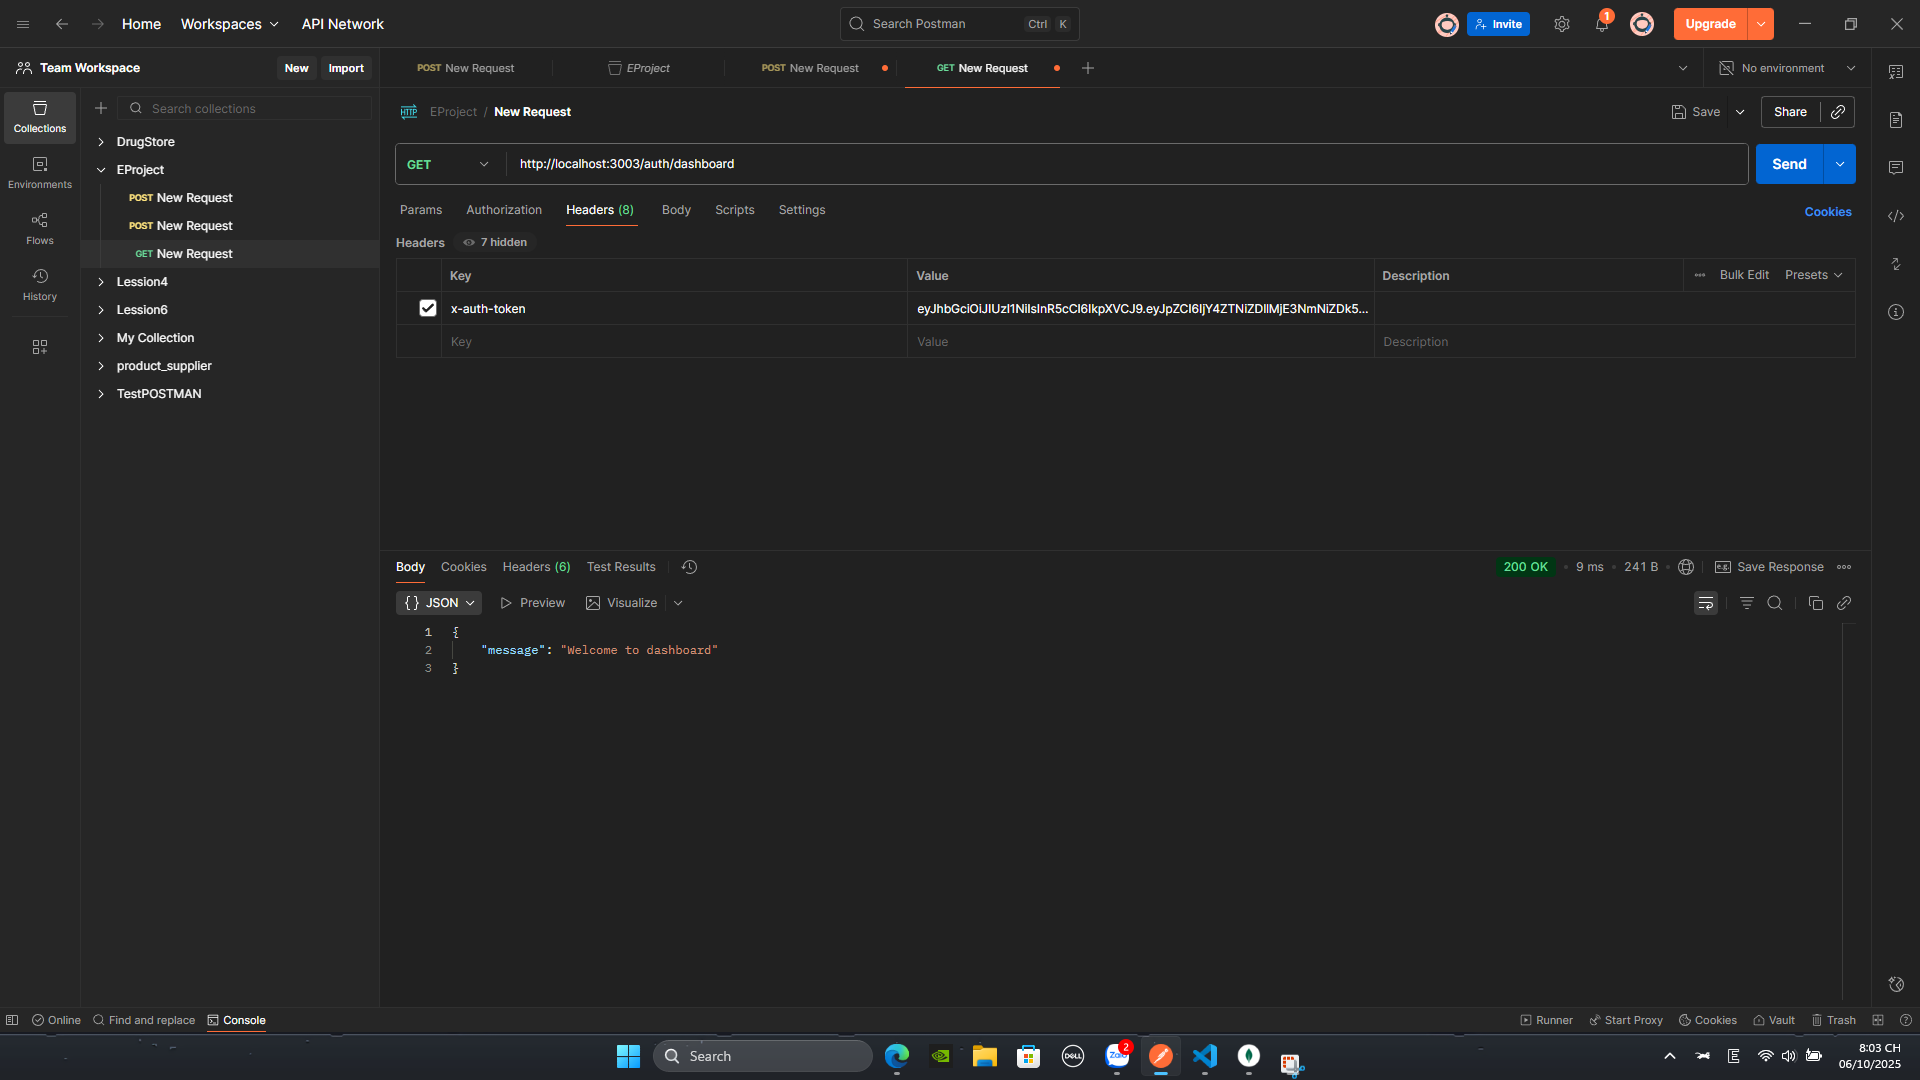 Home
Workspaces
API Network
Search Postman
Ctrl K
Invite
1
Upgrade
Team Workspace
New
Import
POST New Request
EProject
POST New Request
GET New Request
No environment
Collections
Environments
Flows
History
Search collections
DrugStore
EProject
POST New Request
POST New Request
GET New Request
Lession4
Lession6
My Collection
product_supplier
TestPOSTMAN
HTTP
EProject / New Request
Save
Share
GET
http://localhost:3003/auth/dashboard
Send
Params
Authorization
Headers (8)
Body
Scripts
Settings
Cookies
Headers
7 hidden
Key
Value
Description
Bulk Edit
Presets
x-auth-token
eyJhbGciOiJIUzI1NiIsInR5cCI6IkpXVCJ9.eyJpZCI6IjY4ZTNiZDllMjE3NmNiZDk5...
Key
Value
Description
Body
Cookies
Headers (6)
Test Results
200 OK
9 ms
241 B
e.g.
Save Response
{} JSON
Preview
Visualize
1 {
2 "message": "Welcome to dashboard"
3 }
Online
Find and replace
Console
Runner
Start Proxy
Cookies
Vault
Trash
Search
DELL
Zalo
2
E
8:03 CH
06/10/2025